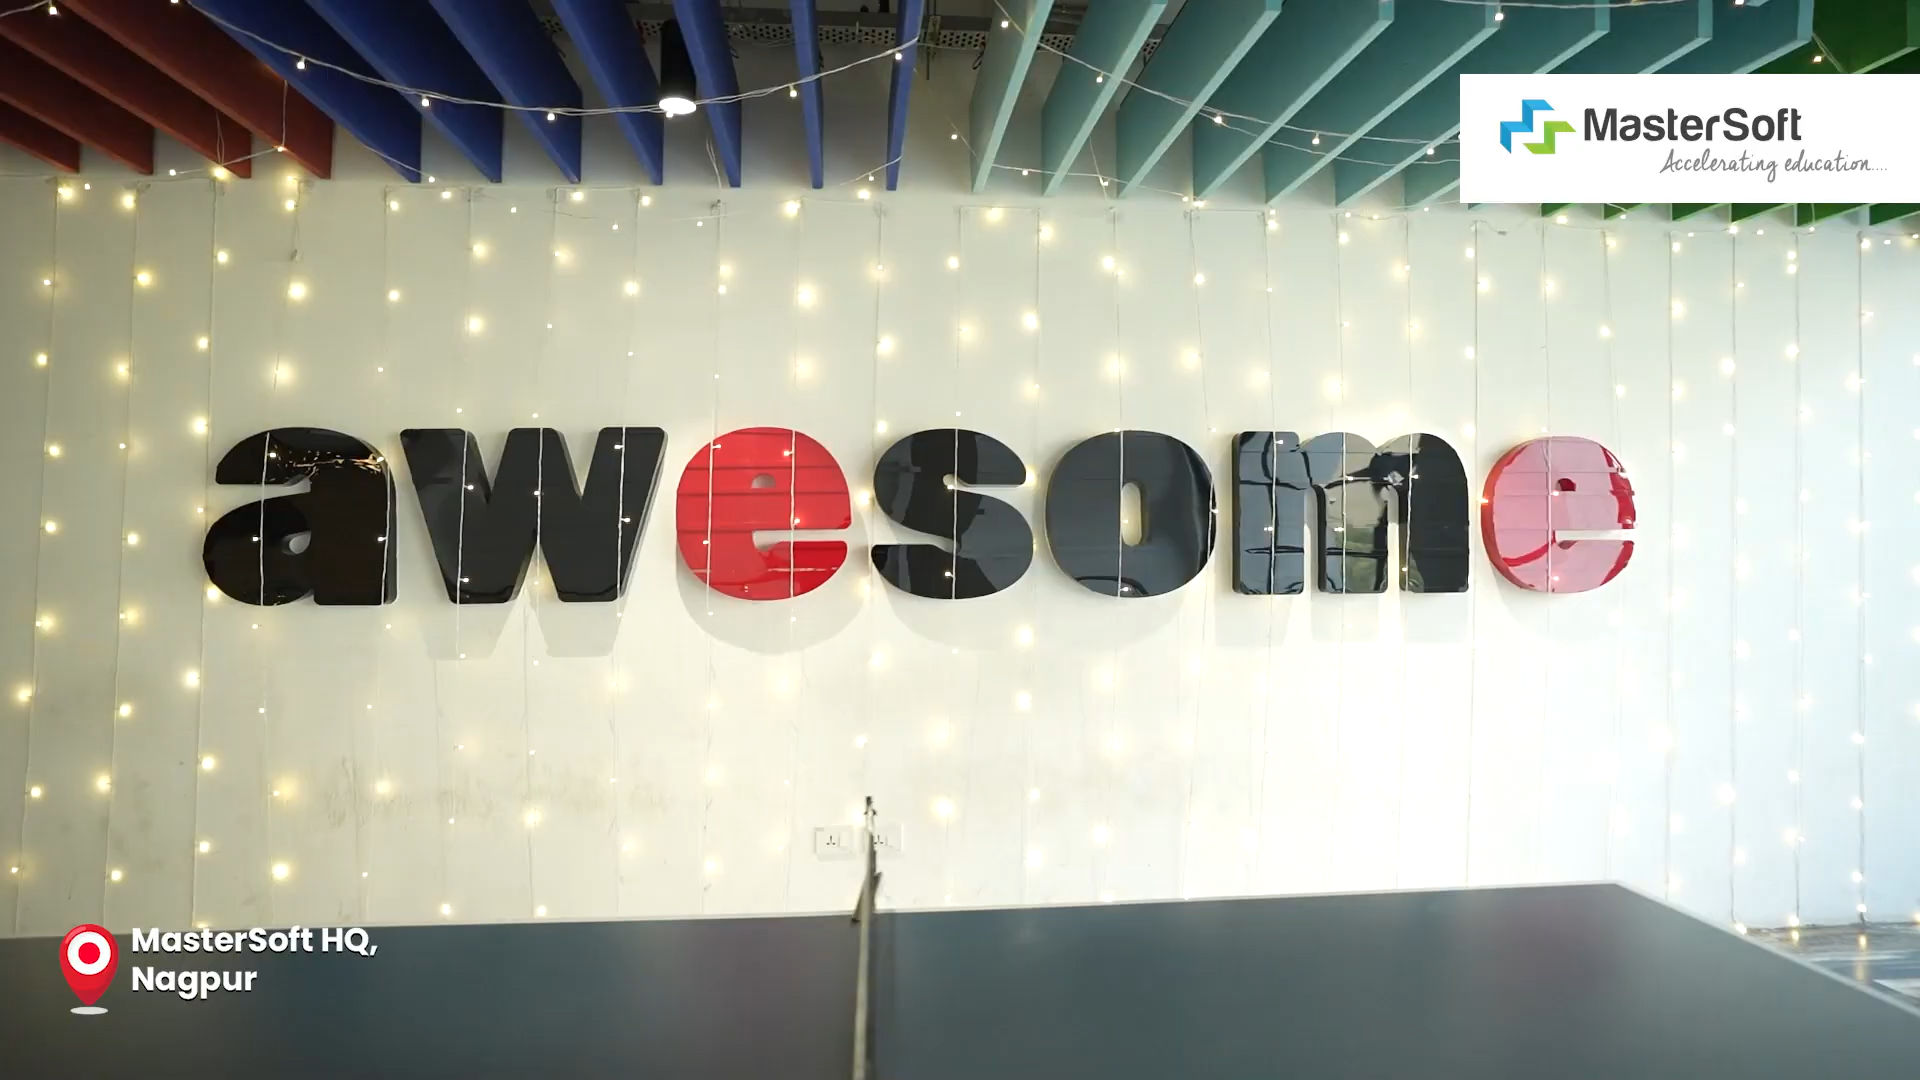 MasterSoft
Accelerating education....
awesome
MasterSoft HQ,
Nagpur